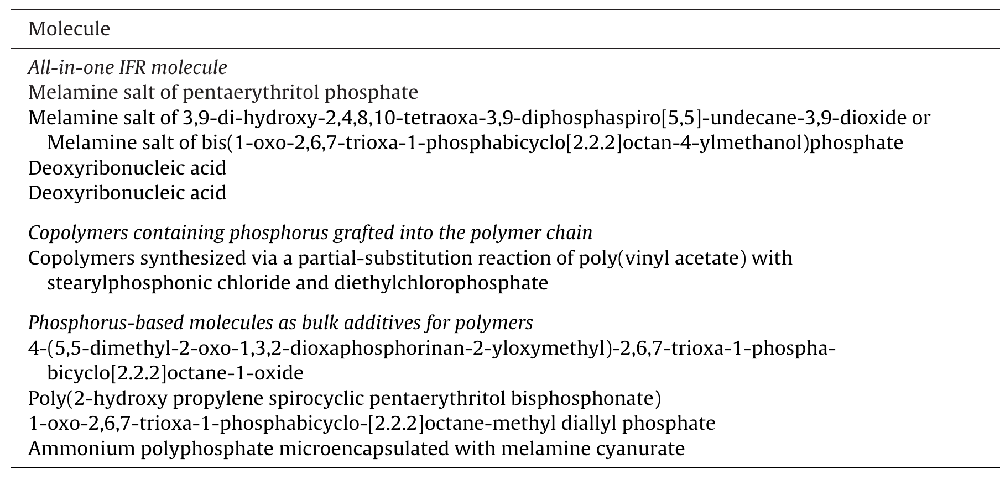 Molecule
All-in-one IFR molecule
Melamine salt of pentaerythritol phosphate
Melamine salt of 3,9-di-hydroxy-2,4,8,10-tetraoxa-3,9-diphosphaspiro[5,5]-undecane-3,9-dioxide or
Melamine salt of bis(1-oxo-2,6,7-trioxa-1-phosphabicyclo[2.2.2]octan-4-ylmethanol)phosphate
Deoxyribonucleic acid
Deoxyribonucleic acid
Copolymers containing phosphorus grafted into the polymer chain
Copolymers synthesized via a partial-substitution reaction of poly(vinyl acetate) with
stearylphosphonic chloride and diethylchlorophosphate
Phosphorus-based molecules as bulk additives for polymers
4-(5,5-dimethyl-2-oxo-1,3,2-dioxaphosphorinan-2-yloxymethyl)-2,6,7-trioxa-1-phospha-
bicyclo[2.2.2]octane-1-oxide
Poly(2-hydroxy propylene spirocyclic pentaerythritol bisphosphonate)
1-oxo-2,6,7-trioxa-1-phosphabicyclo-[2.2.2]octane-methyl diallyl phosphate
Ammonium polyphosphate microencapsulated with melamine cyanurate